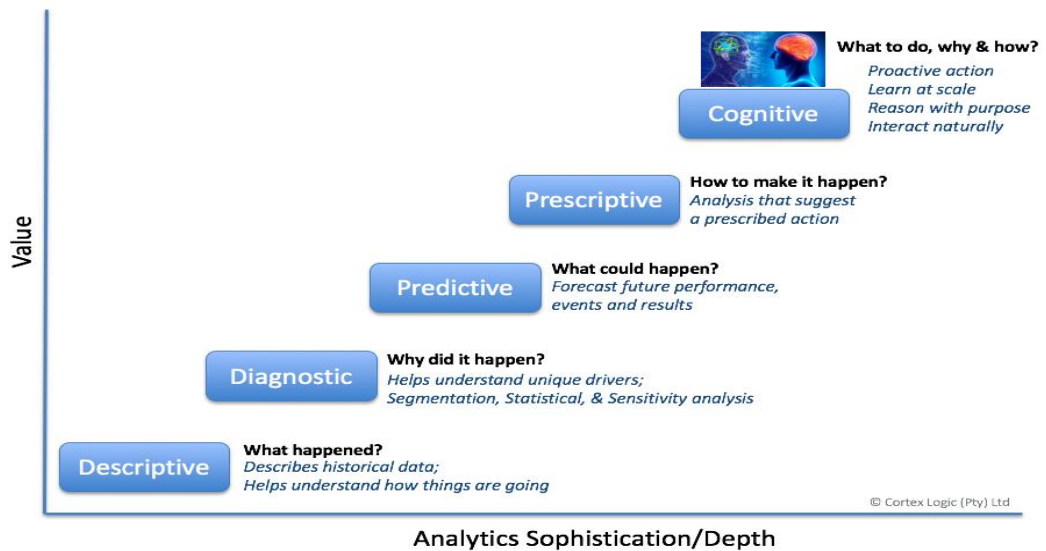 What to do, why & how?
Proactive action
Learn at scale
Reason with purpose
Interact naturally
Cognitive
How to make it happen?
Prescriptive
Analysis that suggest
a prescribed action
What could happen?
Predictive
Forecast future performance,
events and results
Why did it happen?
Diagnostic
Helps understand unique drivers;
Segmentation, Statistical, & Sensitivity analysis
What happened?
Descriptive
Describes historical data;
Helps understand how things are going
Value
© Cortex Logic (Pty) Ltd
Analytics Sophistication/Depth